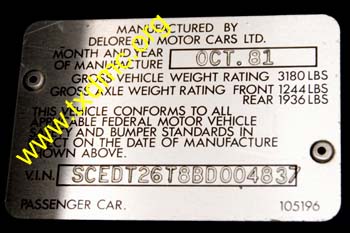 MANUFACTURED BY
DELOREAN MOTOR CARS LTD.
MONTH AND YEAR
OF MANUFACTURE OCT.81
GROSS VEHICLE WEIGHT RATING 3180 LBS
GROSS AXLE WEIGHT RATING FRONT 1244 LBS
REAR 1936 LBS
THIS VEHICLE CONFORMS TO ALL
APPLICABLE FEDERAL MOTOR VEHICLE
AND BUMPER STANDARDS IN
EFFECT ON THE DATE OF MANUFACTURE
SHOWN ABOVE.
V.I.N. SCEDT26T8BD004837
PASSENGER CAR. 105196